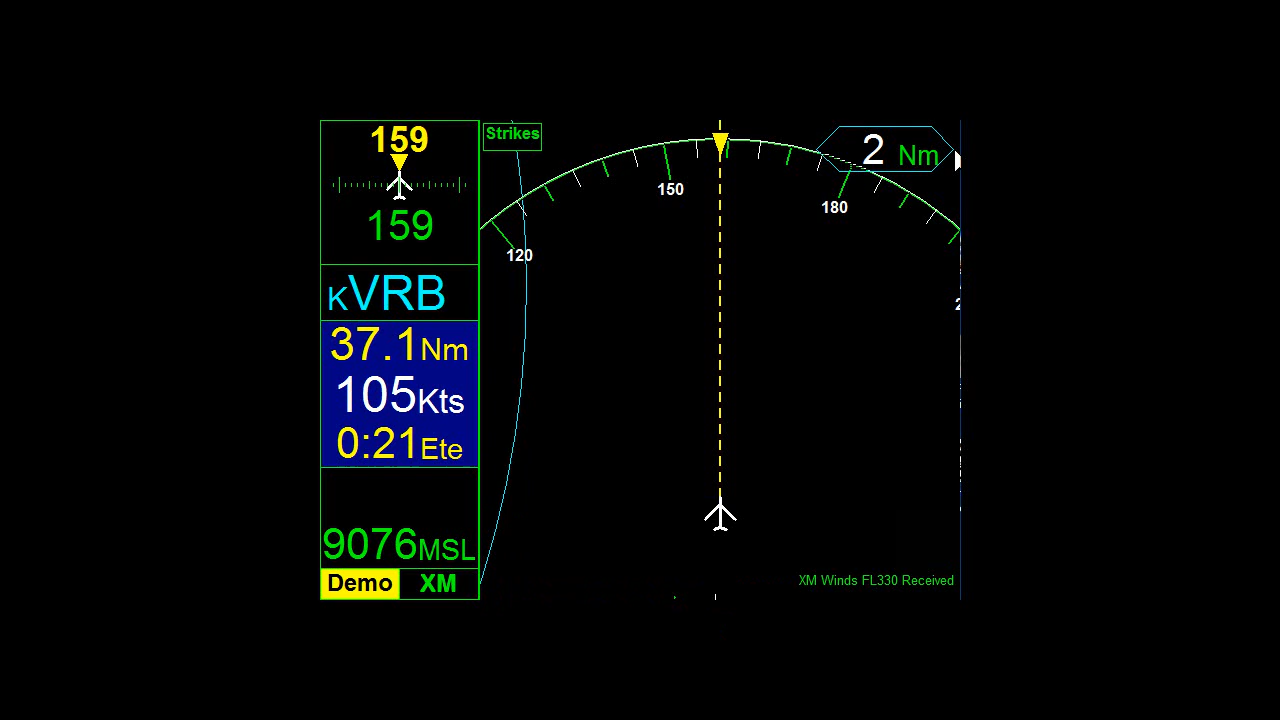 159
159
KVRB
37.1Nm
105Kts
0:21Ete
9076MSL
Demo XM
Strikes
2 Nm
150
180
120
XM Winds FL330 Received